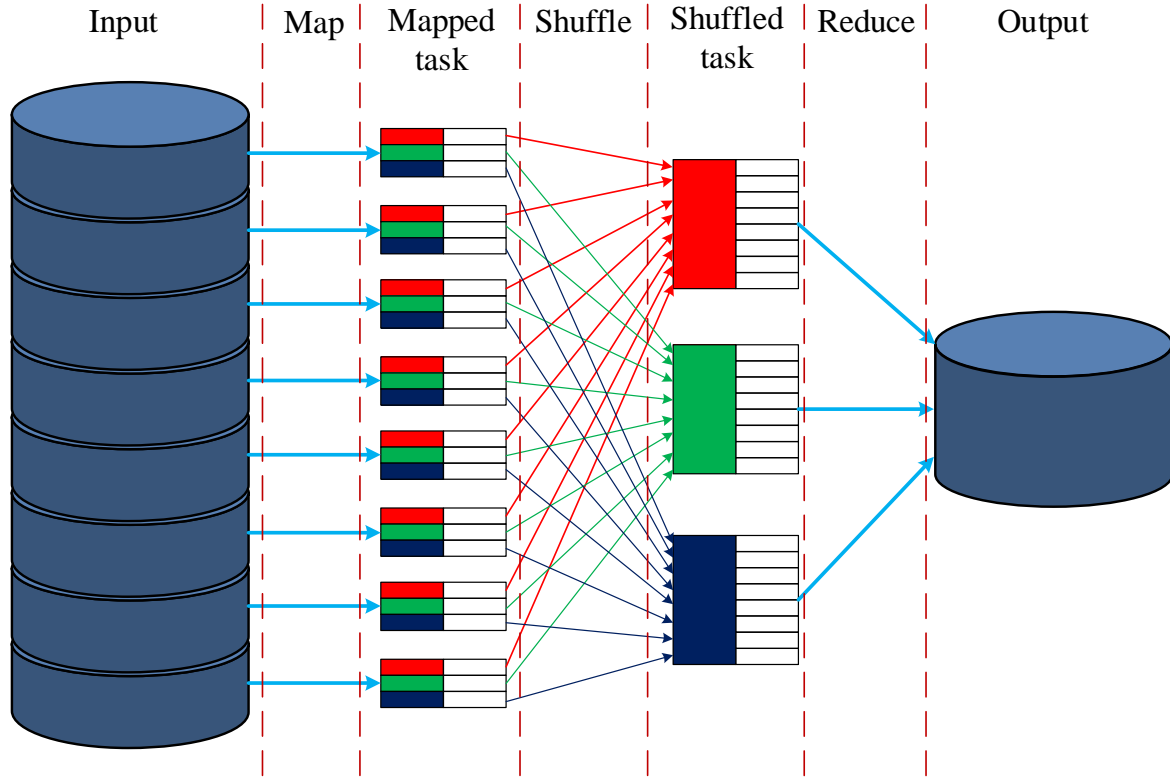 Input
Map
Mapped
task
Shuffle
Shuffled
task
Reduce
Output